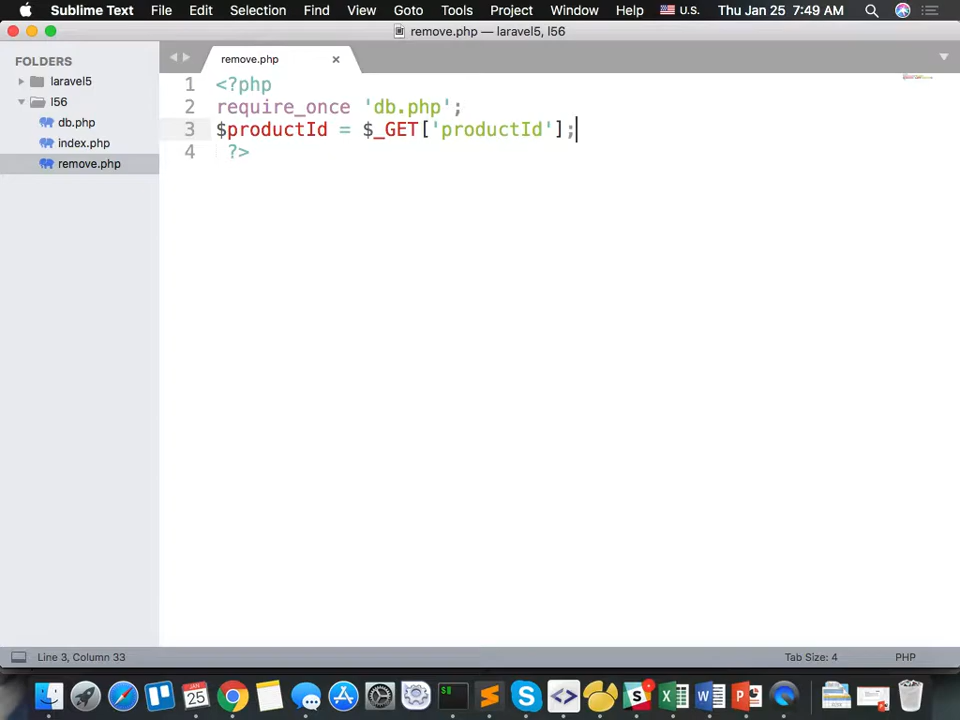 Sublime Text File Edit Selection Find View Goto Tools Project Window Help U.S. Thu Jan 25 7:49 AM
remove.php — laravel5, l56
FOLDERS
laravel5
l56
db.php
index.php
remove.php
remove.php ×
1 <?php
2 require_once 'db.php';
3 $productId = $_GET['productId'];
4 ?>
Line 3, Column 33 Tab Size: 4 PHP
JAN
25